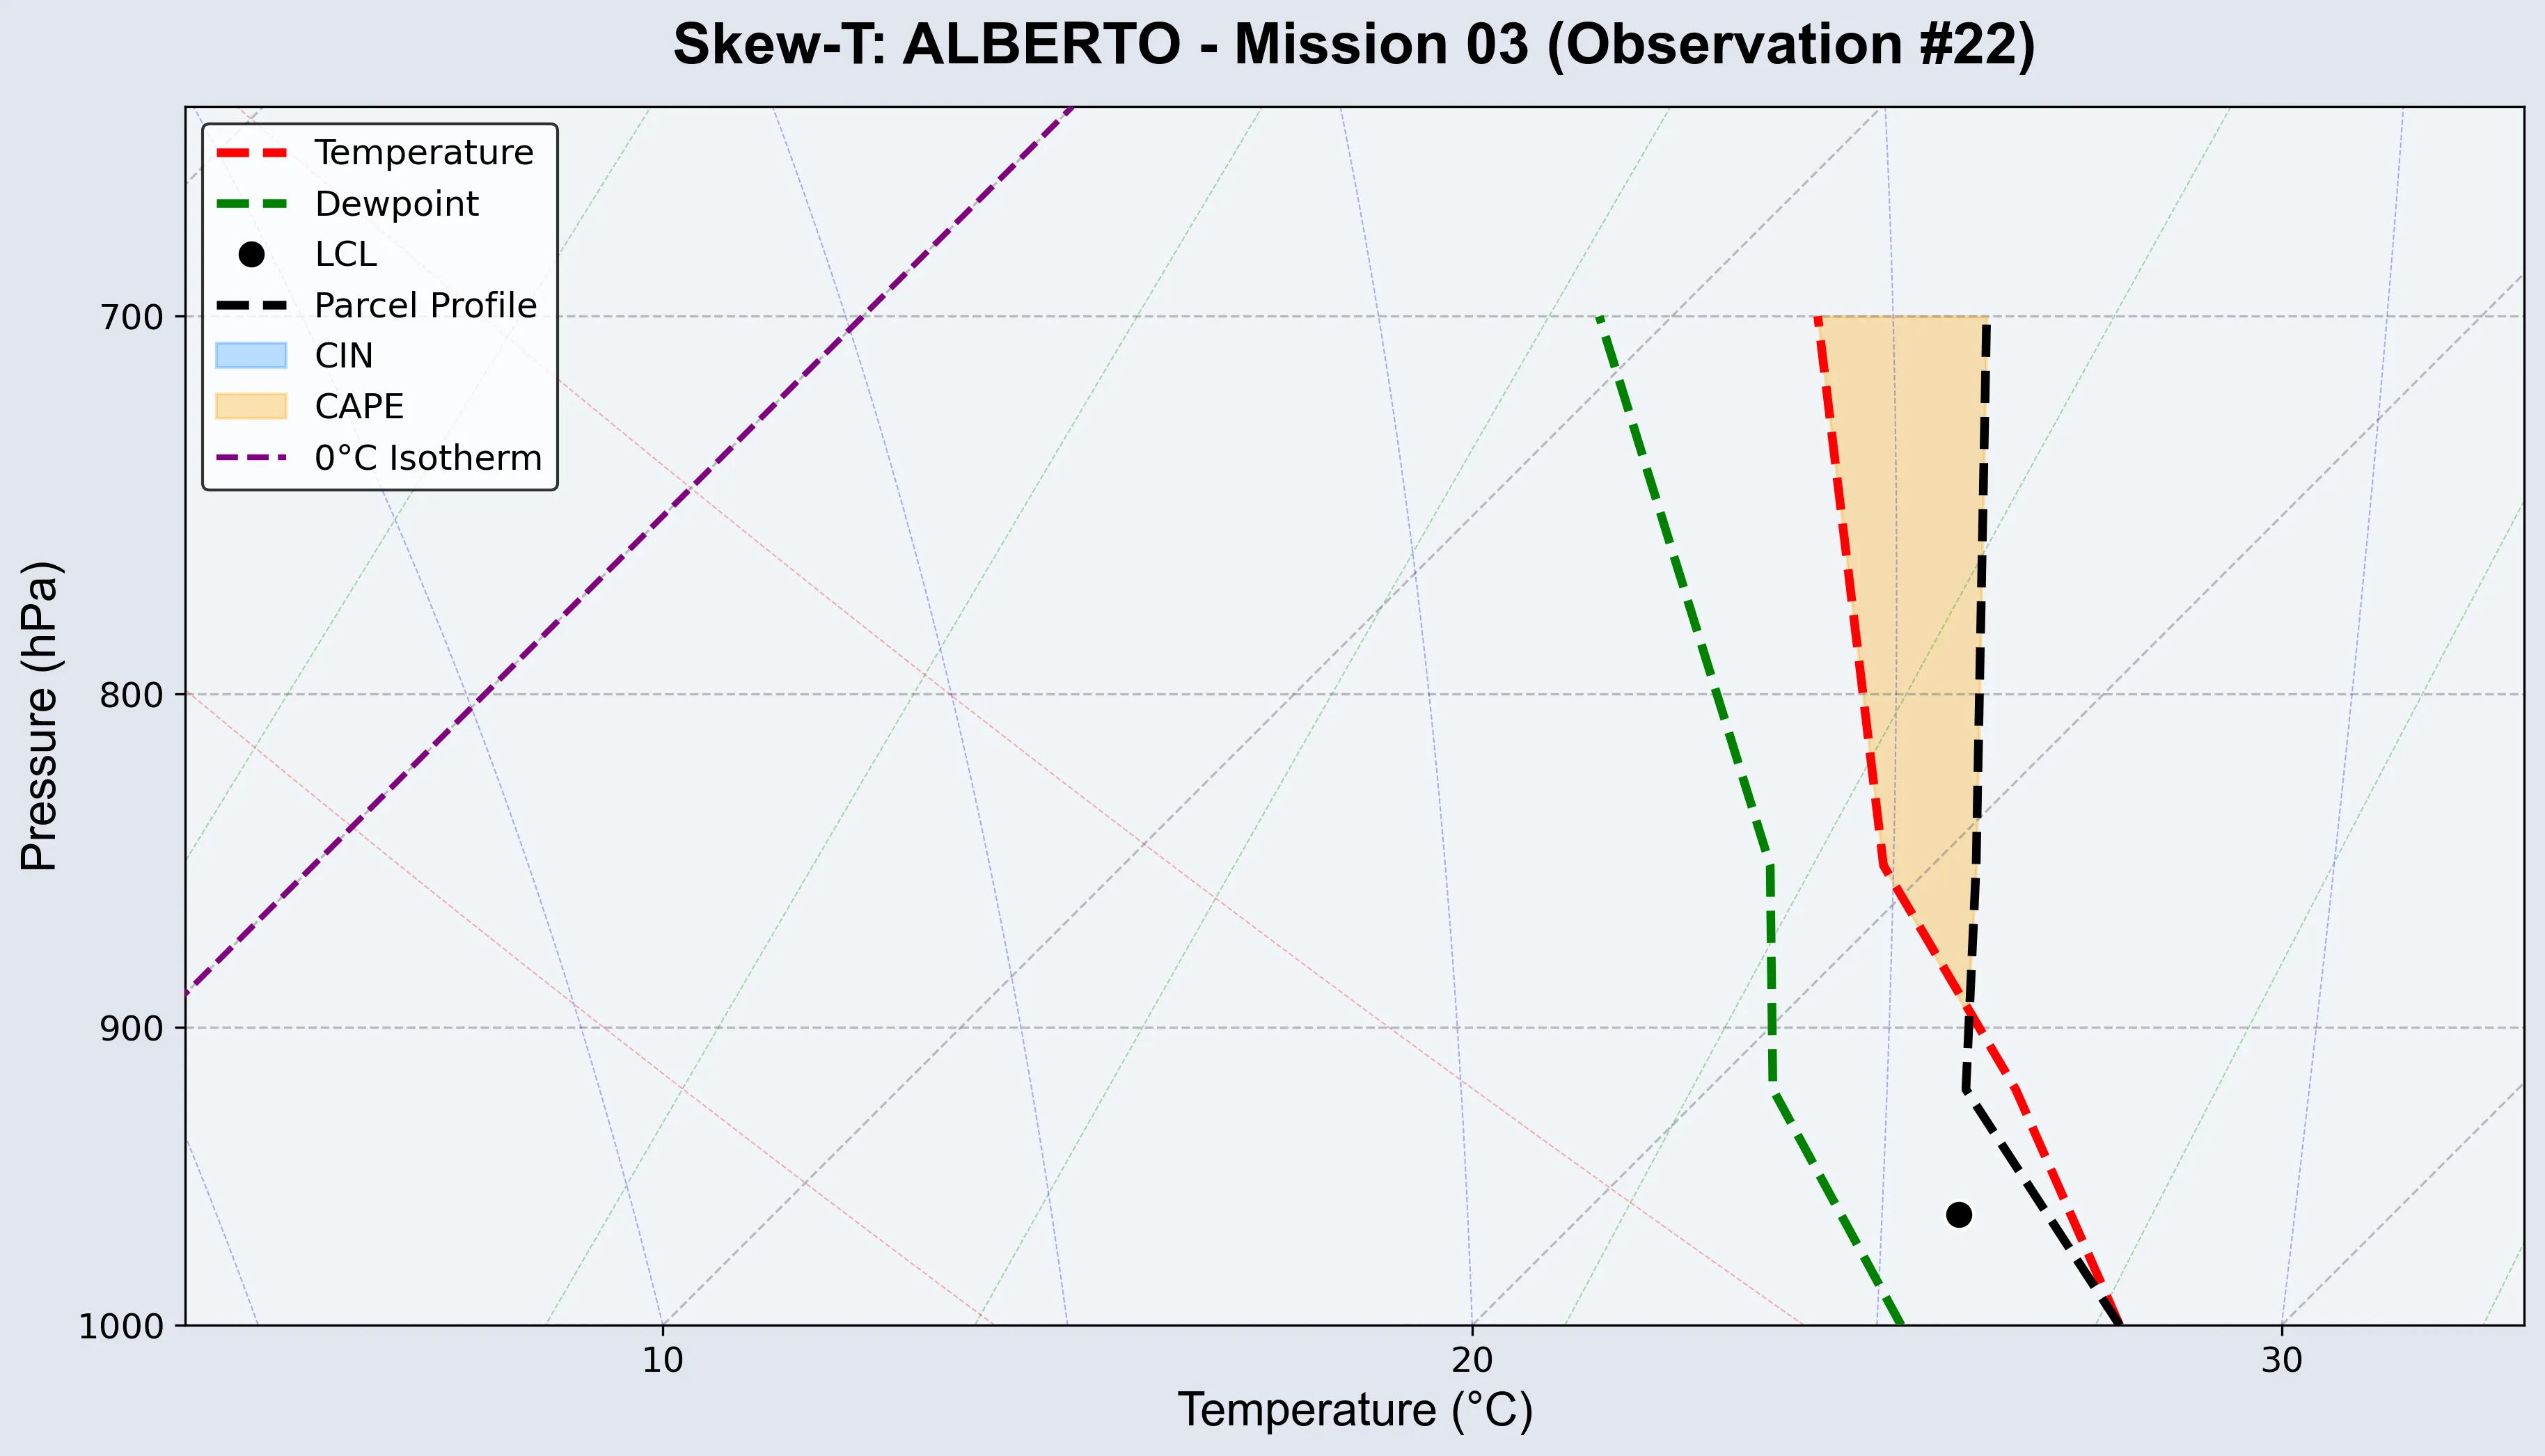 Skew-T: ALBERTO - Mission 03 (Observation #22)
Temperature
Dewpoint
LCL
Parcel Profile
CIN
CAPE
0°C Isotherm
Pressure (hPa)
700
800
900
1000
10
20
30
Temperature (°C)